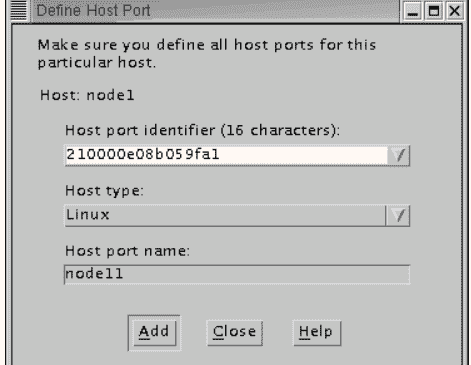 Define Host Port
Make sure you define all host ports for this
particular host.
Host: node1
Host port identifier (16 characters):
210000e08b059fa1
Host type:
Linux
Host port name:
node11
Add Close Help